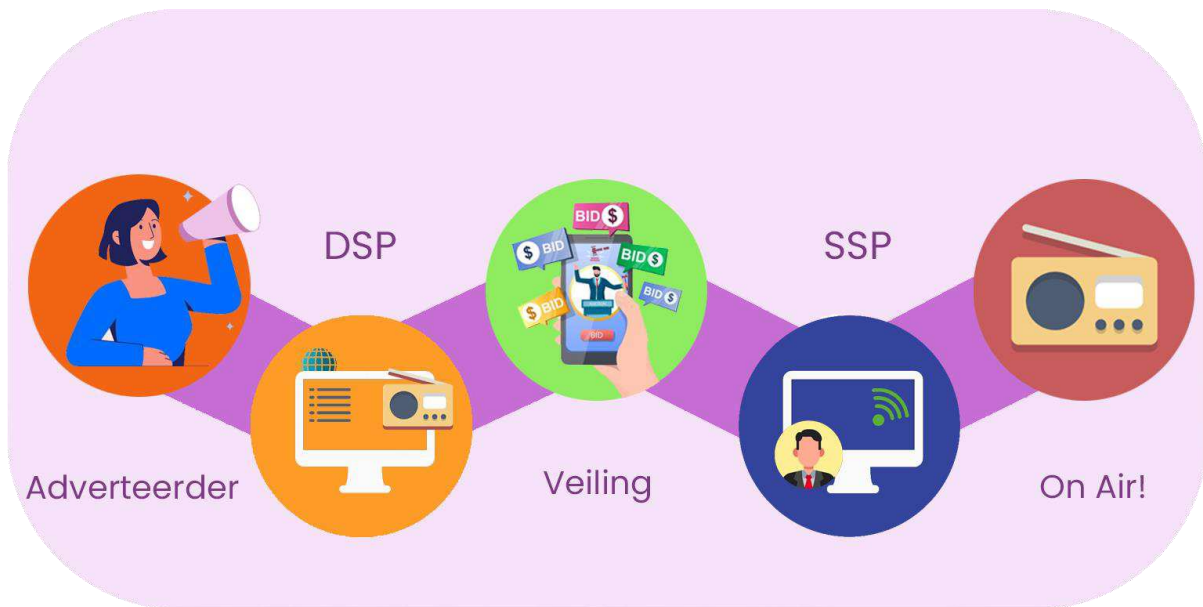 DSP
SSP
BID $
$ BID
BID $
$ BID
BID $
BID
Adverteerder
Veiling
On Air!